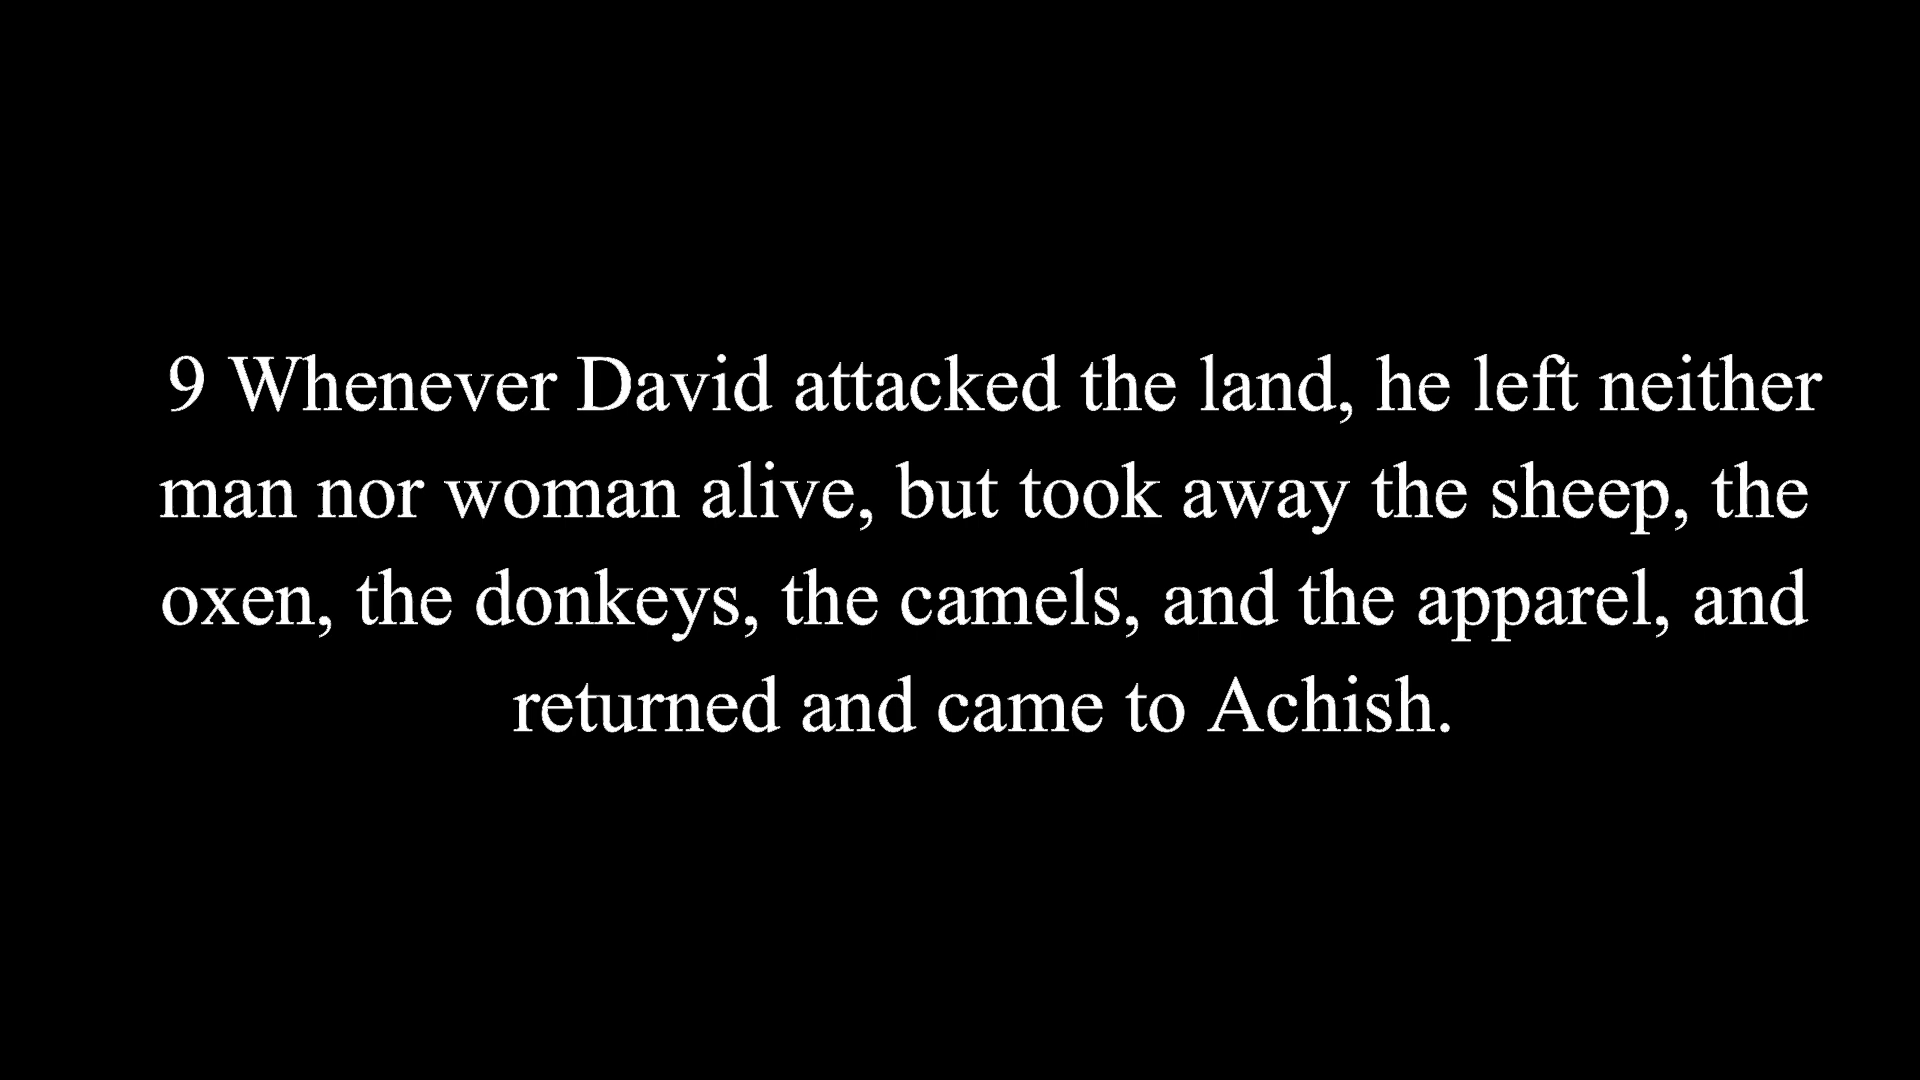 9 Whenever David attacked the land, he left neither
man nor woman alive, but took away the sheep, the
oxen, the donkeys, the camels, and the apparel, and
returned and came to Achish.